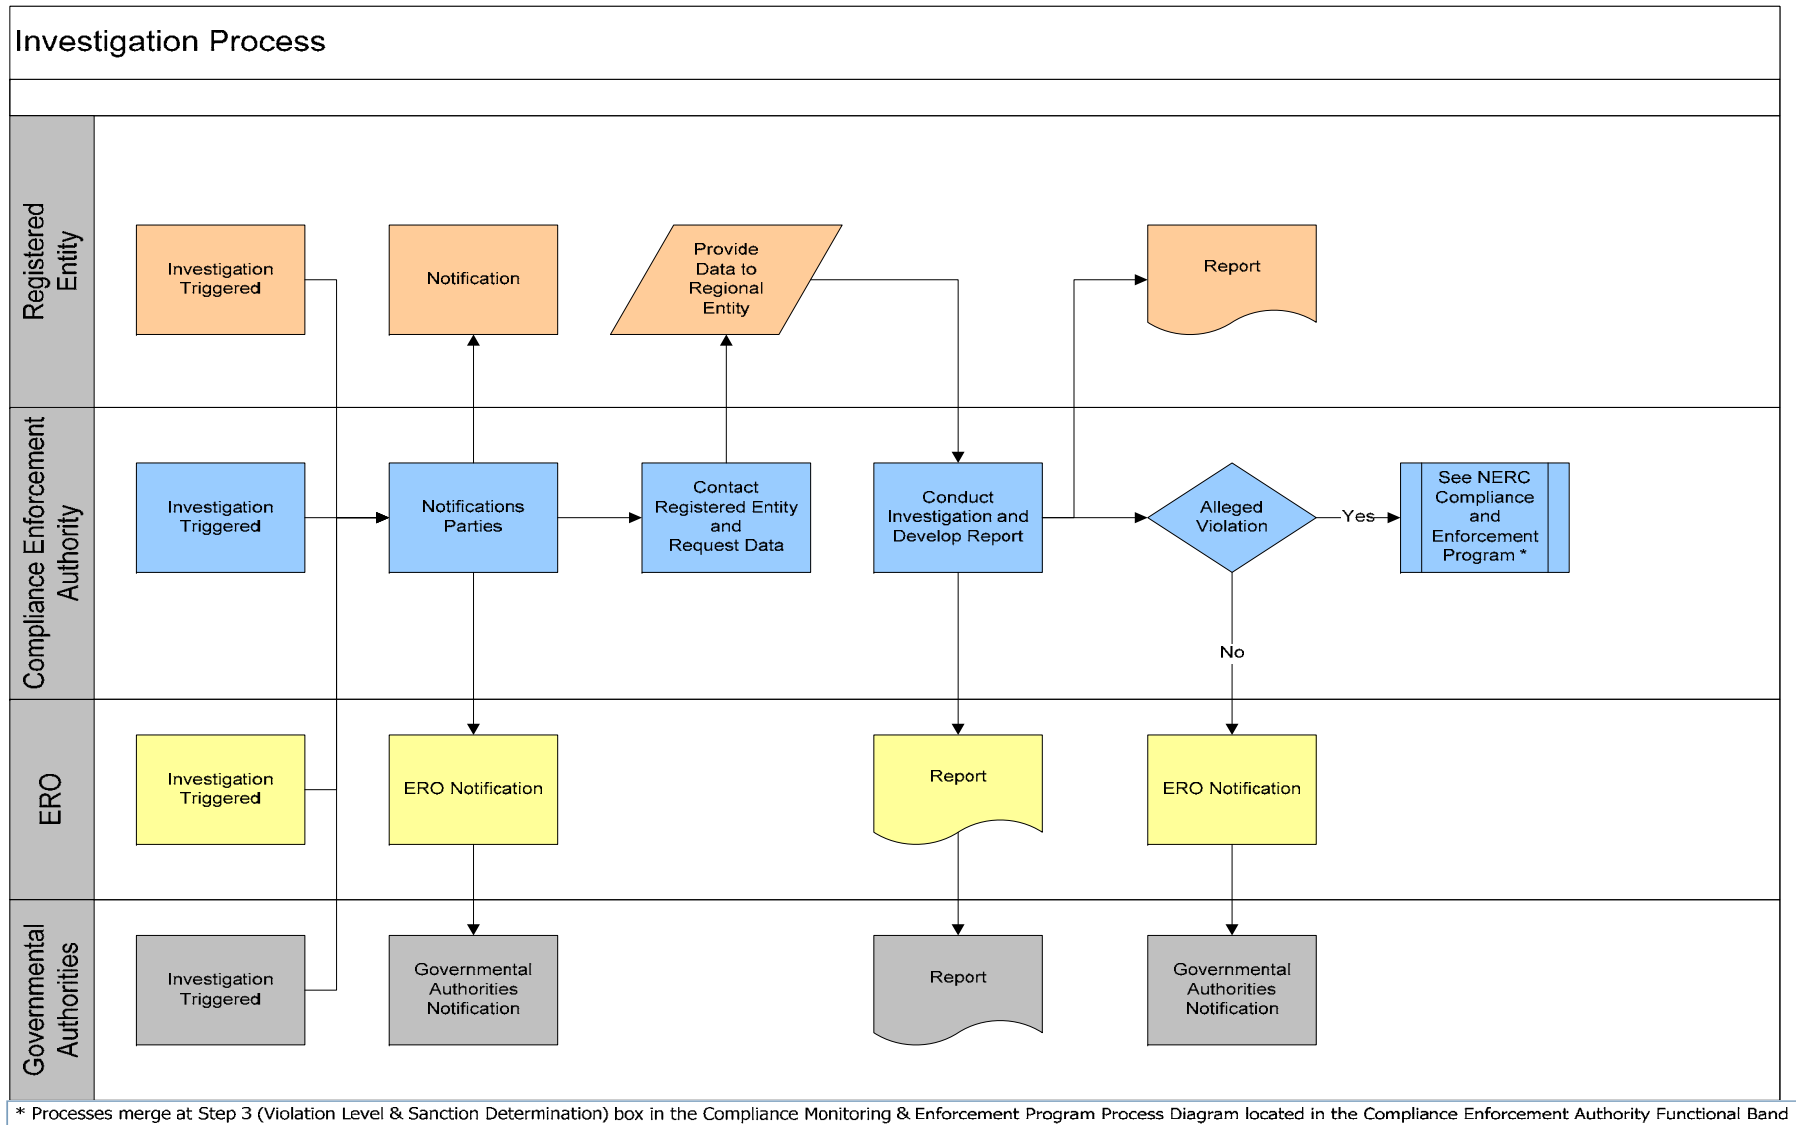 Investigation Process
Registered
Entity
Investigation
Triggered
Notification
Provide
Data to
Regional
Entity
Report
Compliance Enforcement
Authority
Investigation
Triggered
Notifications
Parties
Contact
Registered Entity
and
Request Data
Conduct
Investigation and
Develop Report
Alleged
Violation
Yes
See NERC
Compliance
and
Enforcement
Program *
No
ERO
Investigation
Triggered
ERO Notification
Report
ERO Notification
Governmental
Authorities
Investigation
Triggered
Governmental
Authorities
Notification
Report
Governmental
Authorities
Notification
* Processes merge at Step 3 (Violation Level & Sanction Determination) box in the Compliance Monitoring & Enforcement Program Process Diagram located in the Compliance Enforcement Authority Functional Band